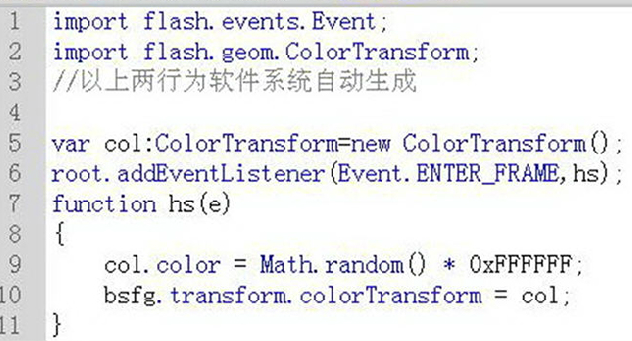 1 import flash.events.Event;
2 import flash.geom.ColorTransform;
3 //以上两行为软件系统自动生成
4
5 var col:ColorTransform=new ColorTransform();
6 root.addEventListener(Event.ENTER_FRAME,hs);
7 function hs(e)
8 {
9 col.color = Math.random() * 0xFFFFFF;
10 bsfg.transform.colorTransform = col;
11 }